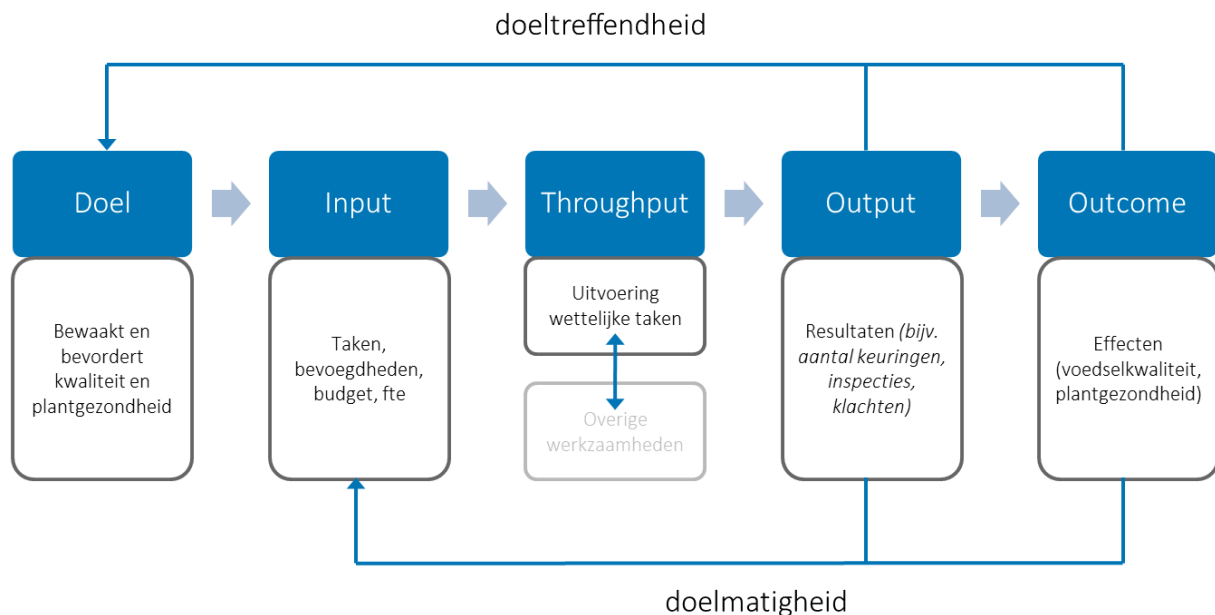 doeltreffendheid
Doel
Input
Throughput
Output
Outcome
Bewaakt en
bevordert
kwaliteit en
plantgezondheid
Taken,
bevoegdheden,
budget, fte
Uitvoering
wettelijke taken
Overige
werkzaamheden
Resultaten (bijv.
aantal keuringen,
inspecties,
klachten)
Effecten
(voedselkwaliteit,
plantgezondheid)
doelmatigheid